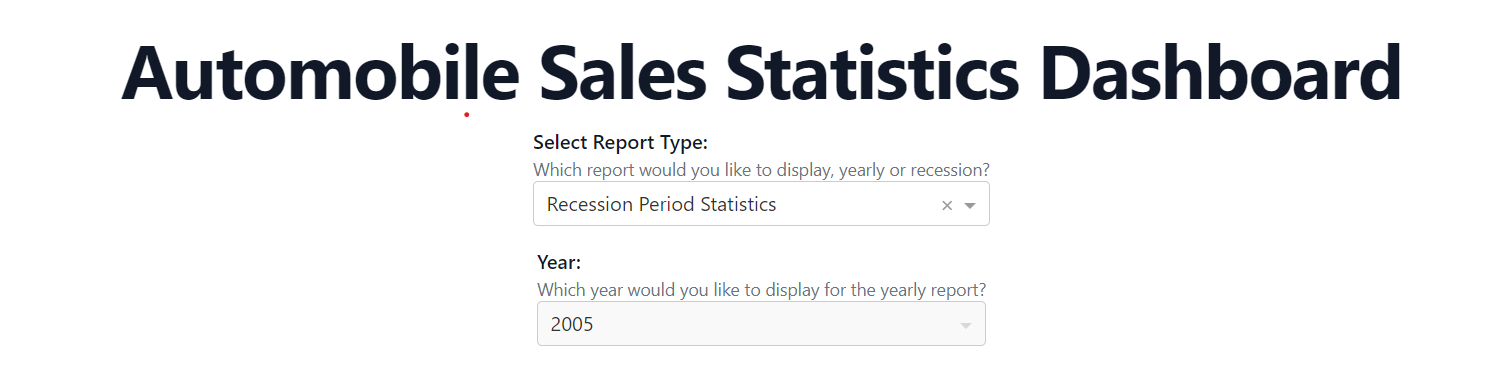 Automobile Sales Statistics Dashboard
Select Report Type:
Which report would you like to display, yearly or recession?
Recession Period Statistics
Year:
Which year would you like to display for the yearly report?
2005